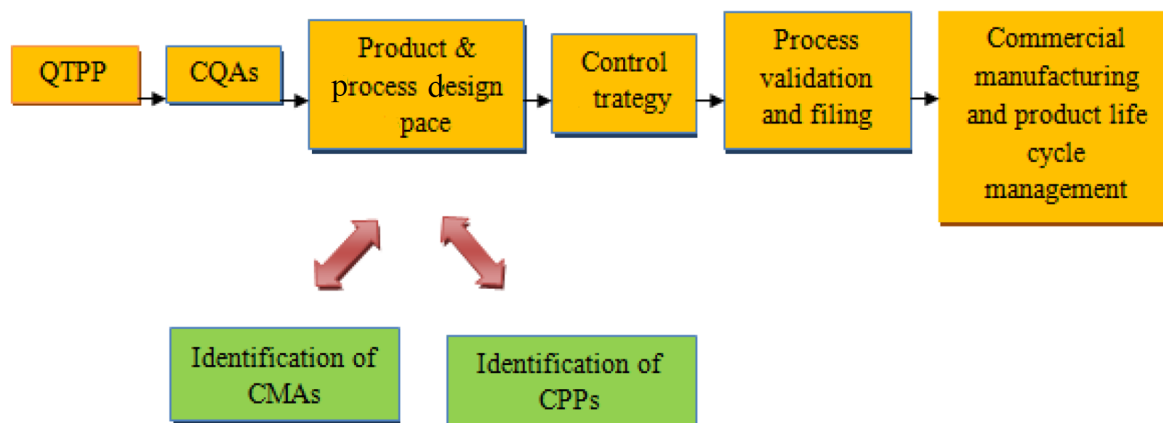 QTPP
CQAs
Product &
process design
pace
Control
trategy
Process
validation
and filing
Commercial
manufacturing
and product life
cycle
management
Identification of
CMAs
Identification of
CPPs